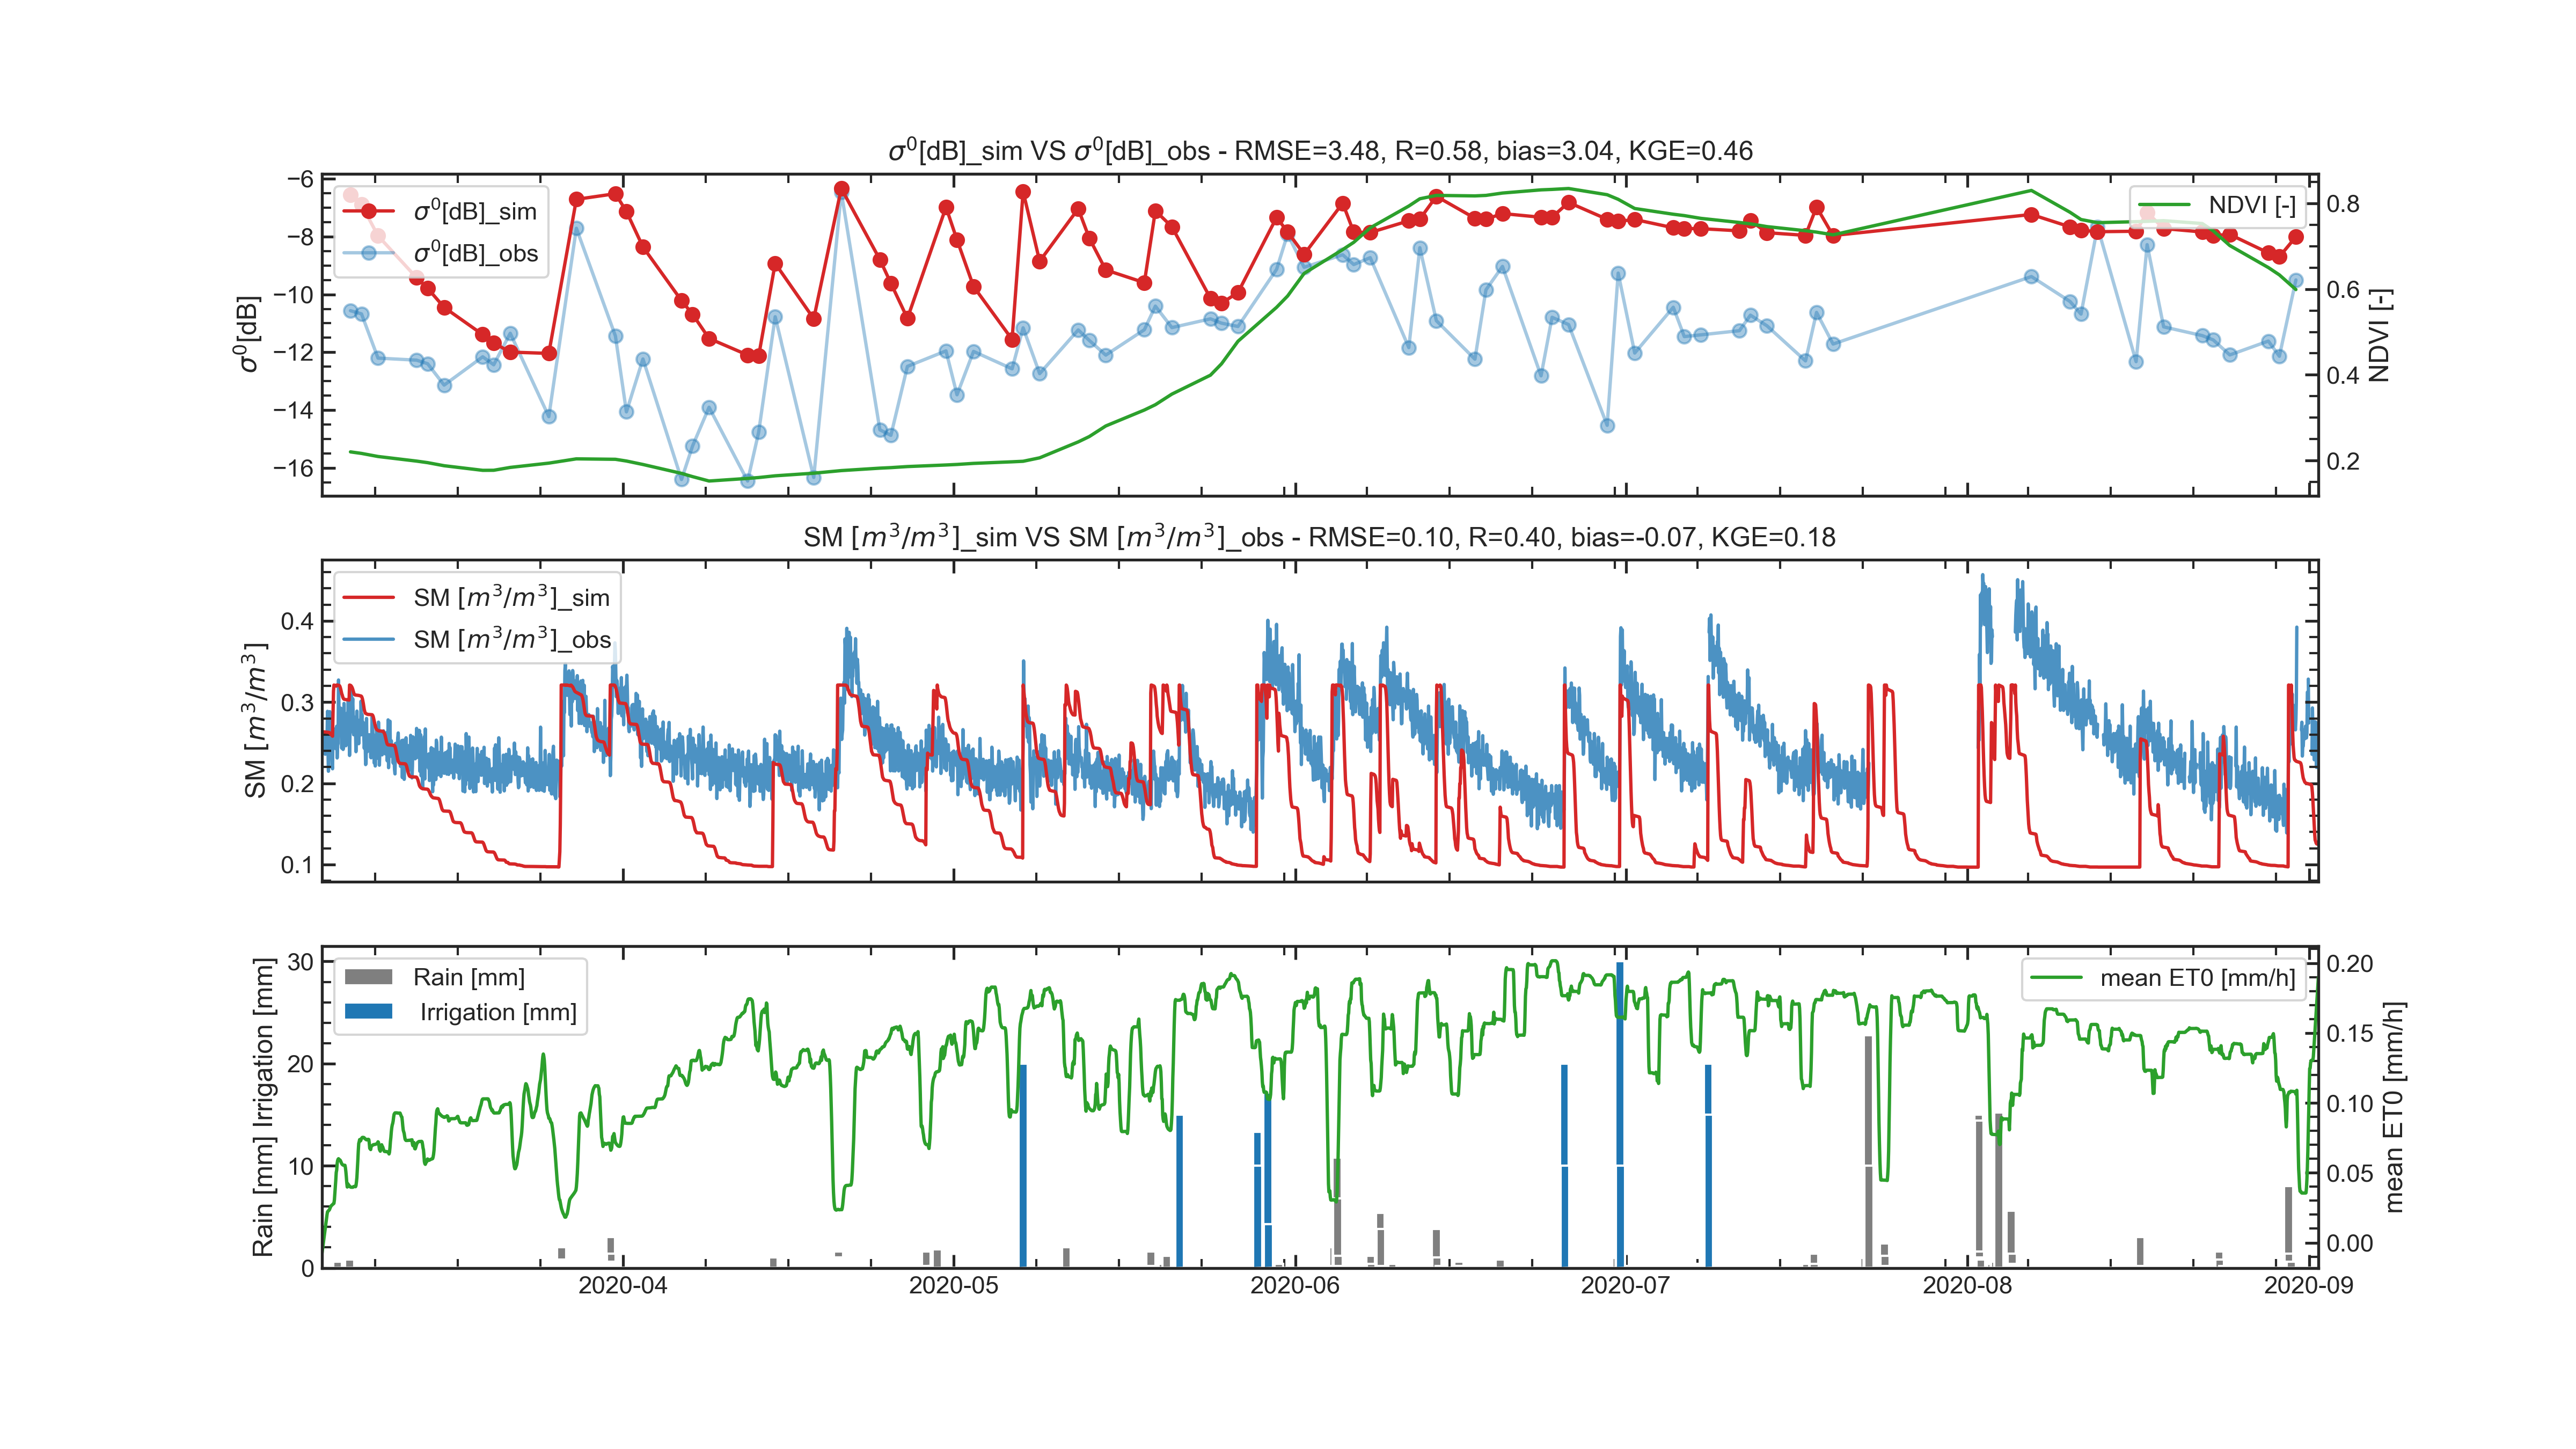 σ⁰[dB]_sim VS σ⁰[dB]_obs - RMSE=3.48, R=0.58, bias=3.04, KGE=0.46
σ⁰[dB]
−6
−8
−10
−12
−14
−16
σ⁰[dB]_sim
σ⁰[dB]_obs
NDVI [-]
0.8
0.6
0.4
0.2
NDVI [-]
SM [m³/m³]_sim VS SM [m³/m³]_obs - RMSE=0.10, R=0.40, bias=-0.07, KGE=0.18
SM [m³/m³]
0.4
0.3
0.2
0.1
SM [m³/m³]_sim
SM [m³/m³]_obs
Rain [mm] Irrigation [mm]
30
20
10
0
Rain [mm]
Irrigation [mm]
mean ET0 [mm/h]
0.20
0.15
0.10
0.05
0.00
mean ET0 [mm/h]
2020-04 2020-05 2020-06 2020-07 2020-08 2020-09